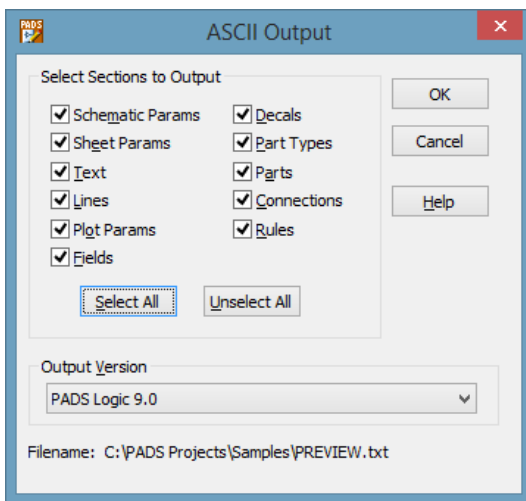 PADS
ASCII Output
Select Sections to Output
Schematic Params
Decals
Sheet Params
Part Types
Text
Parts
Lines
Connections
Plot Params
Rules
Fields
Select All
Unselect All
OK
Cancel
Help
Output Version
PADS Logic 9.0
Filename: C:\PADS Projects\Samples\PREVIEW.txt